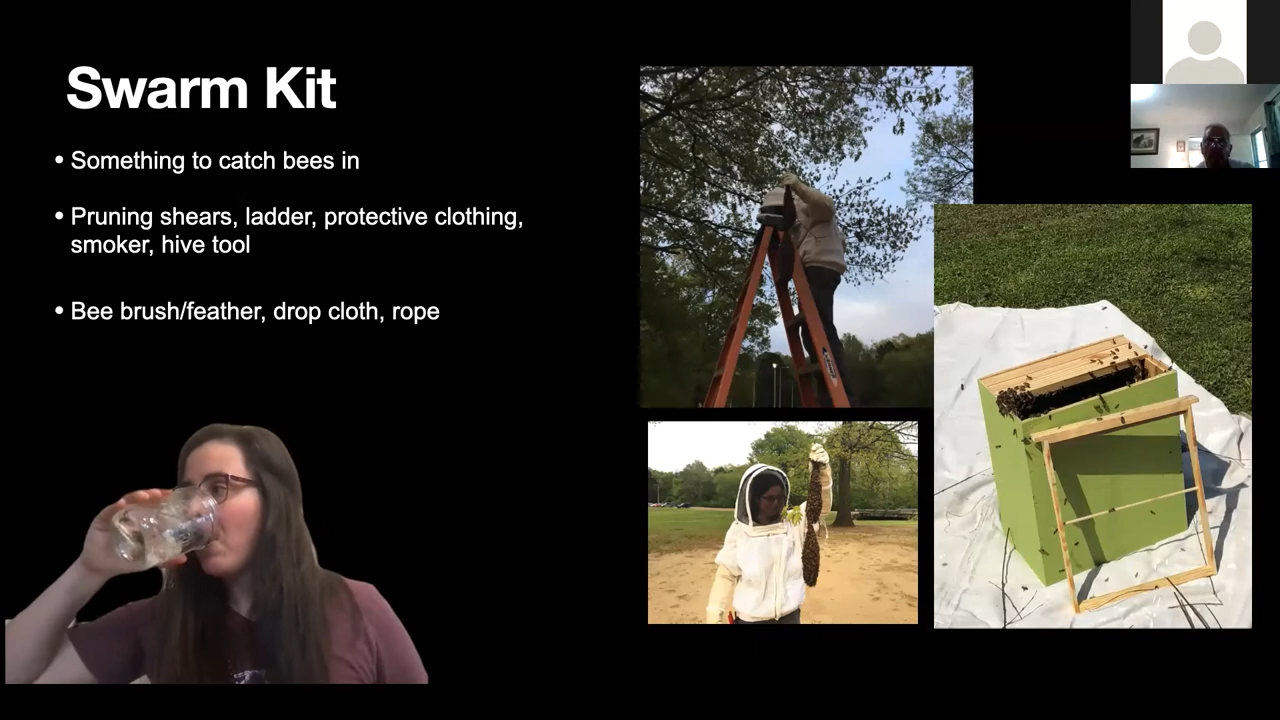 Swarm Kit
• Something to catch bees in
• Pruning shears, ladder, protective clothing,
smoker, hive tool
• Bee brush/feather, drop cloth, rope